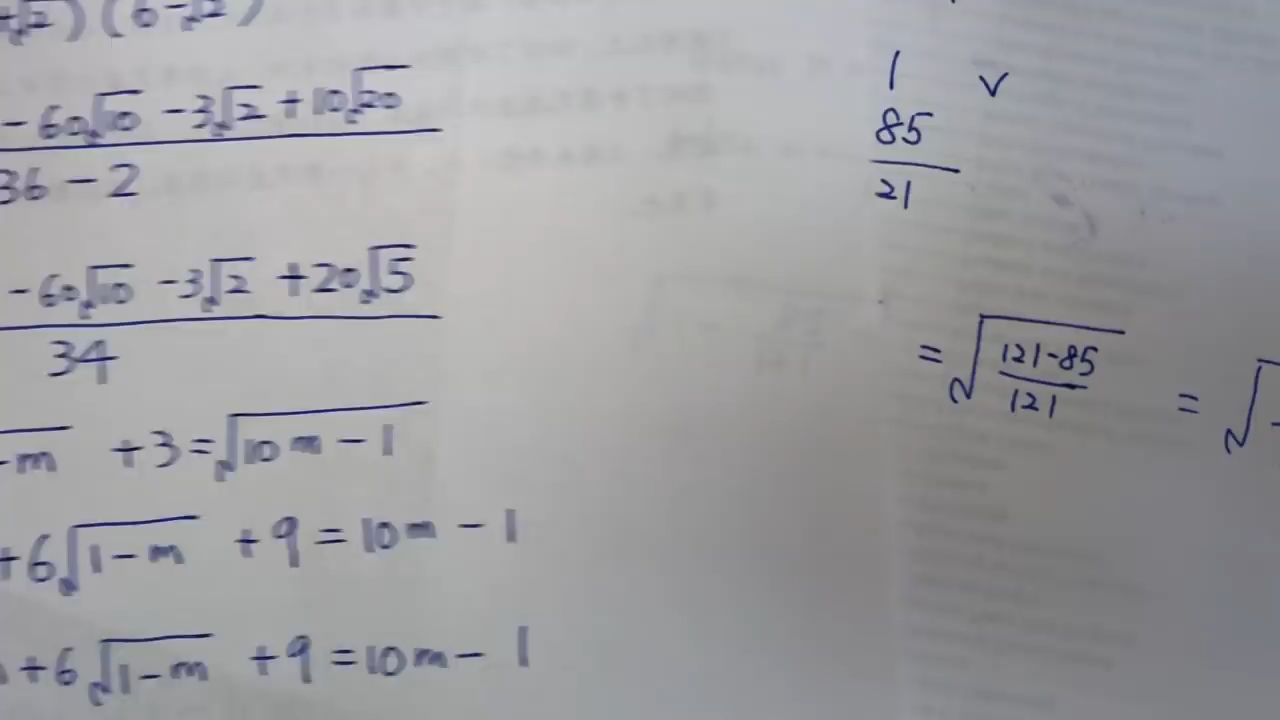 √2)(6-√2)
-60√10 -3√2 +10√20
36-2
-60√10 -3√2 +20√5
34
-m +3=√10m-1
+6√1-m +9=10m-1
+6√1-m +9=10m-1
1 v
85
21
=√121-85
121
=√